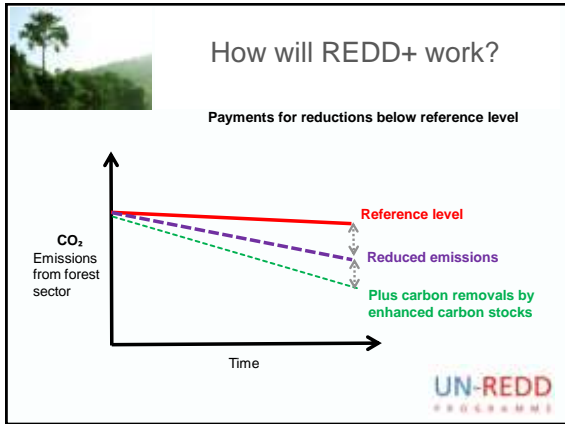 How will REDD+ work?
Payments for reductions below reference level
Reference level
CO₂
Emissions
from forest
sector
Reduced emissions
Plus carbon removals by
enhanced carbon stocks
Time
UN-REDD
PROGRAMME